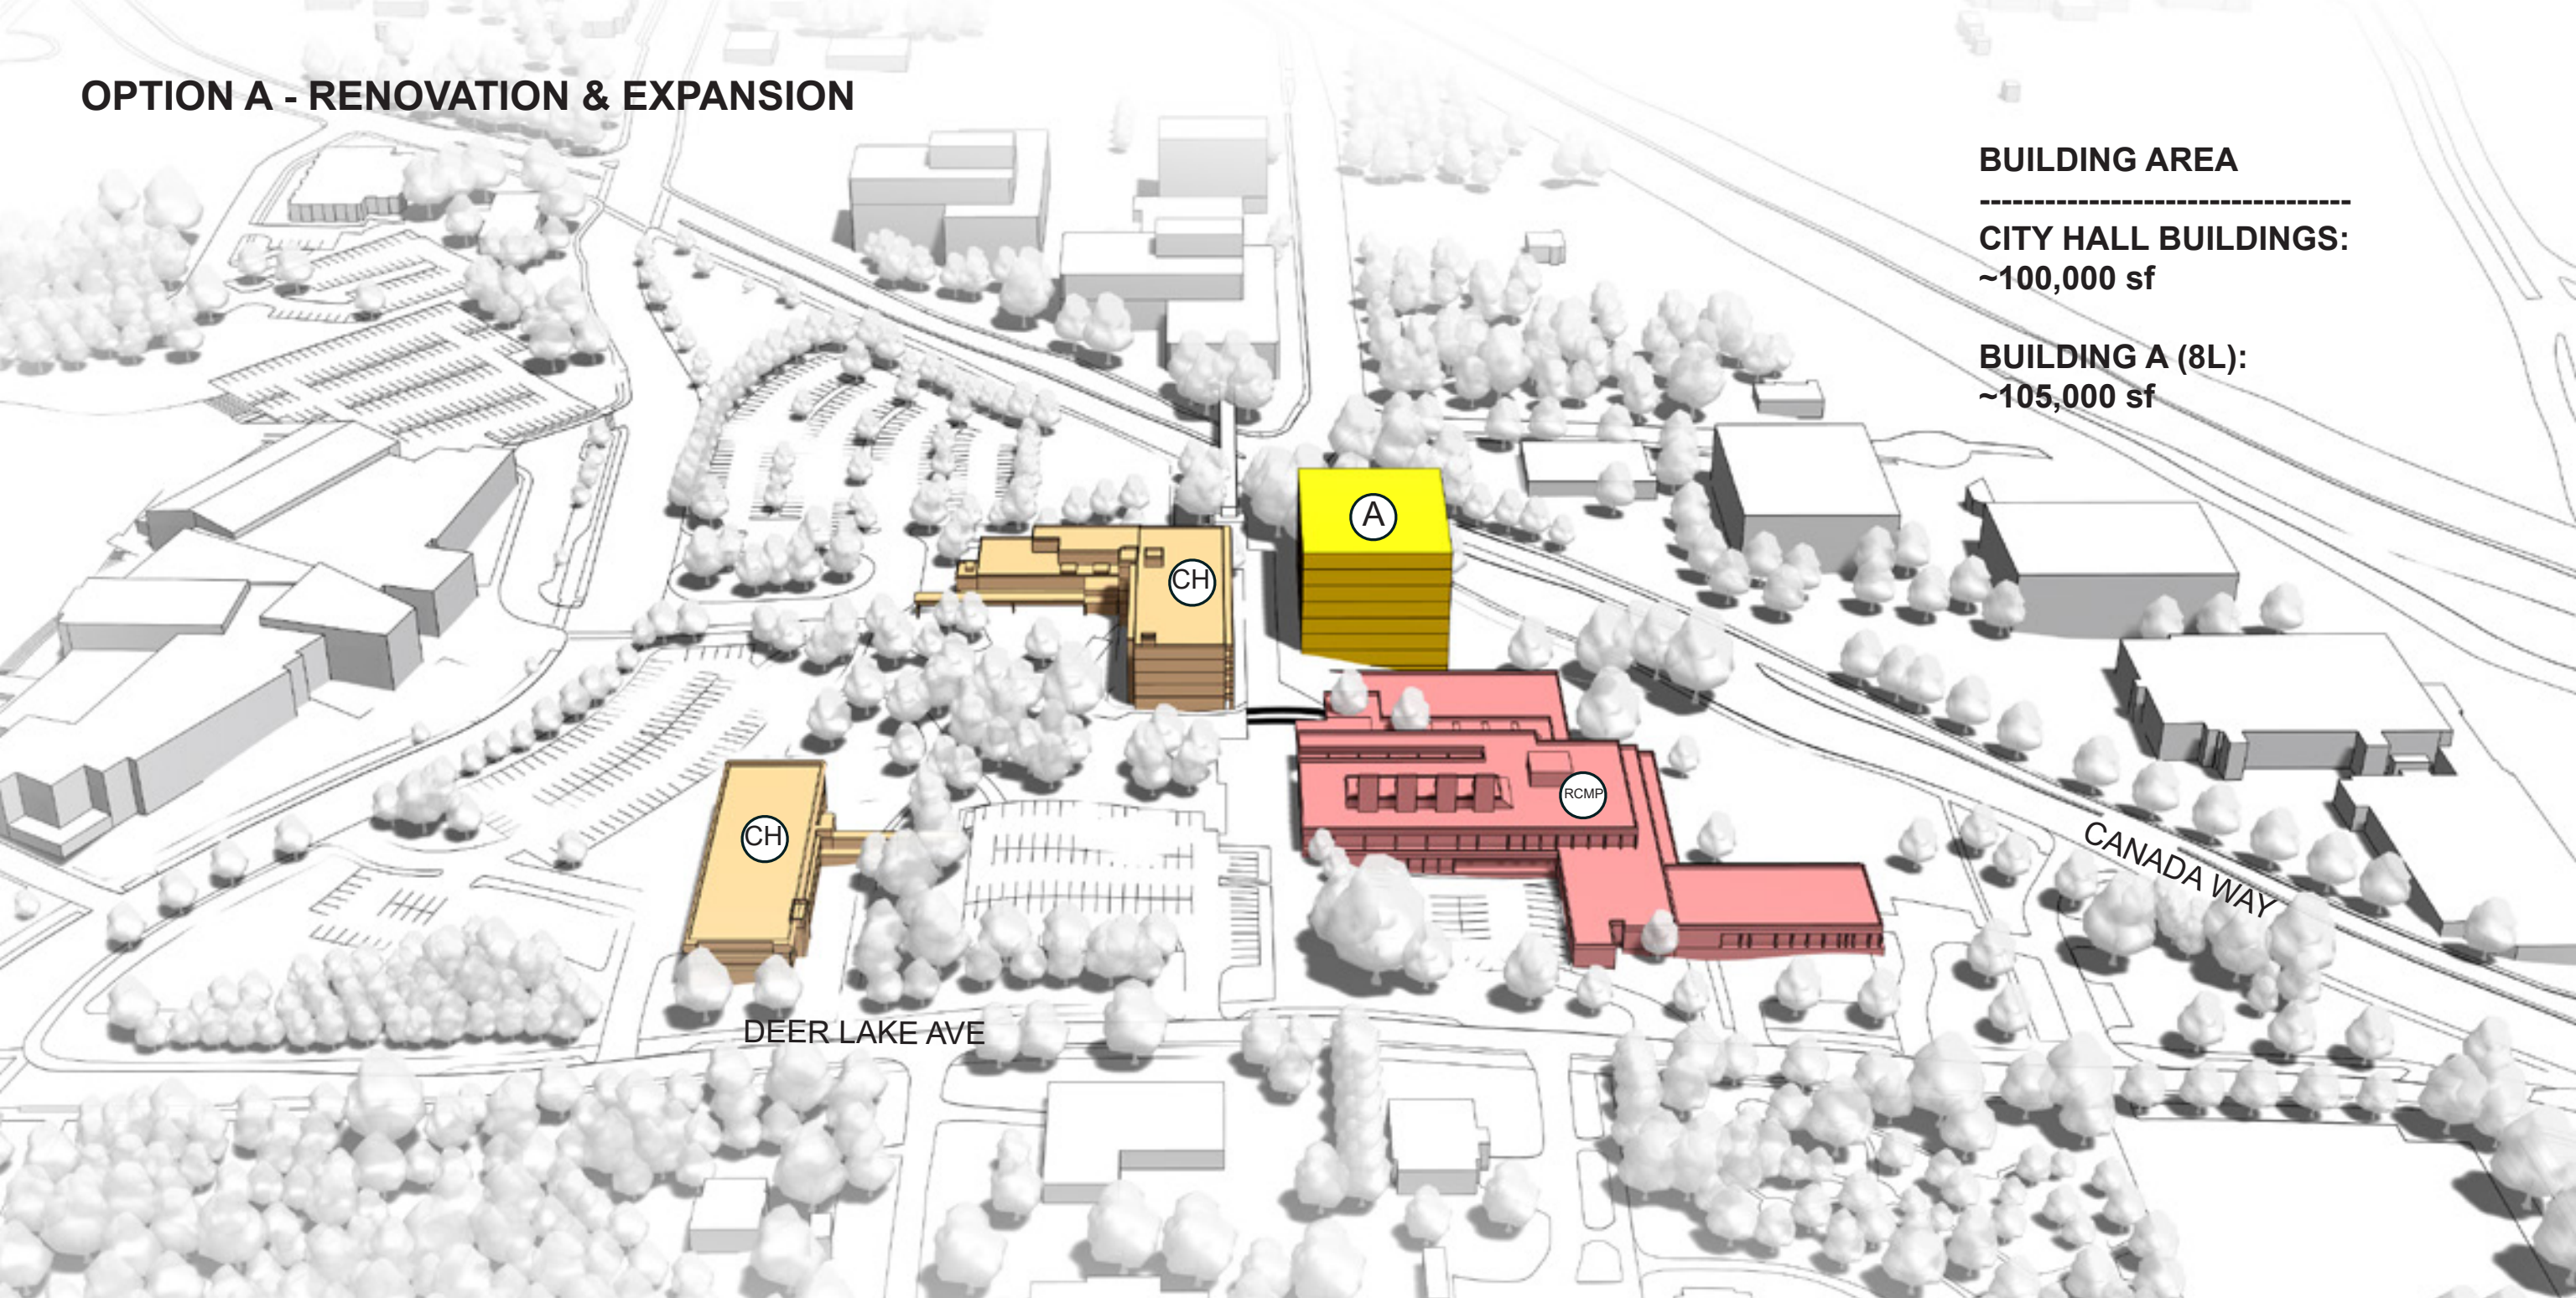 OPTION A - RENOVATION & EXPANSION
BUILDING AREA
----------------------------------
CITY HALL BUILDINGS:
~100,000 sf
BUILDING A (8L):
~105,000 sf
A
CH
RCMP
CH
CANADA WAY
DEER LAKE AVE